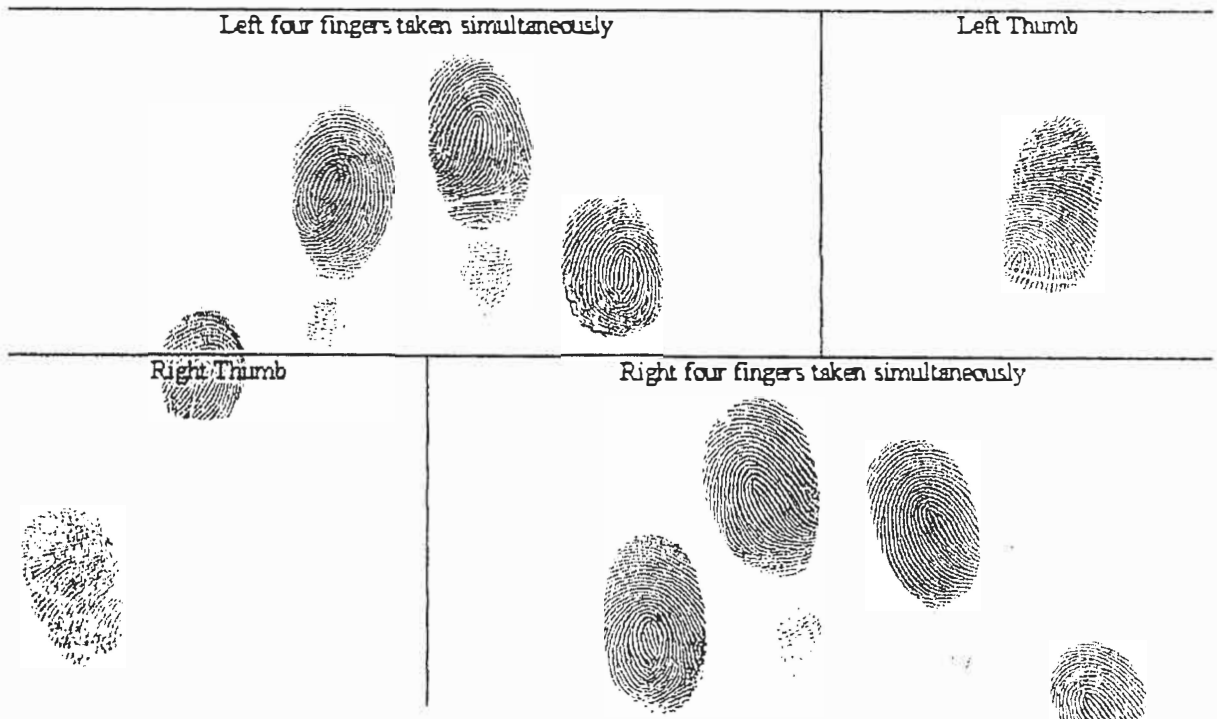 Left four fingers taken simultaneously
Left Thumb
Right Thumb
Right four fingers taken simultaneously